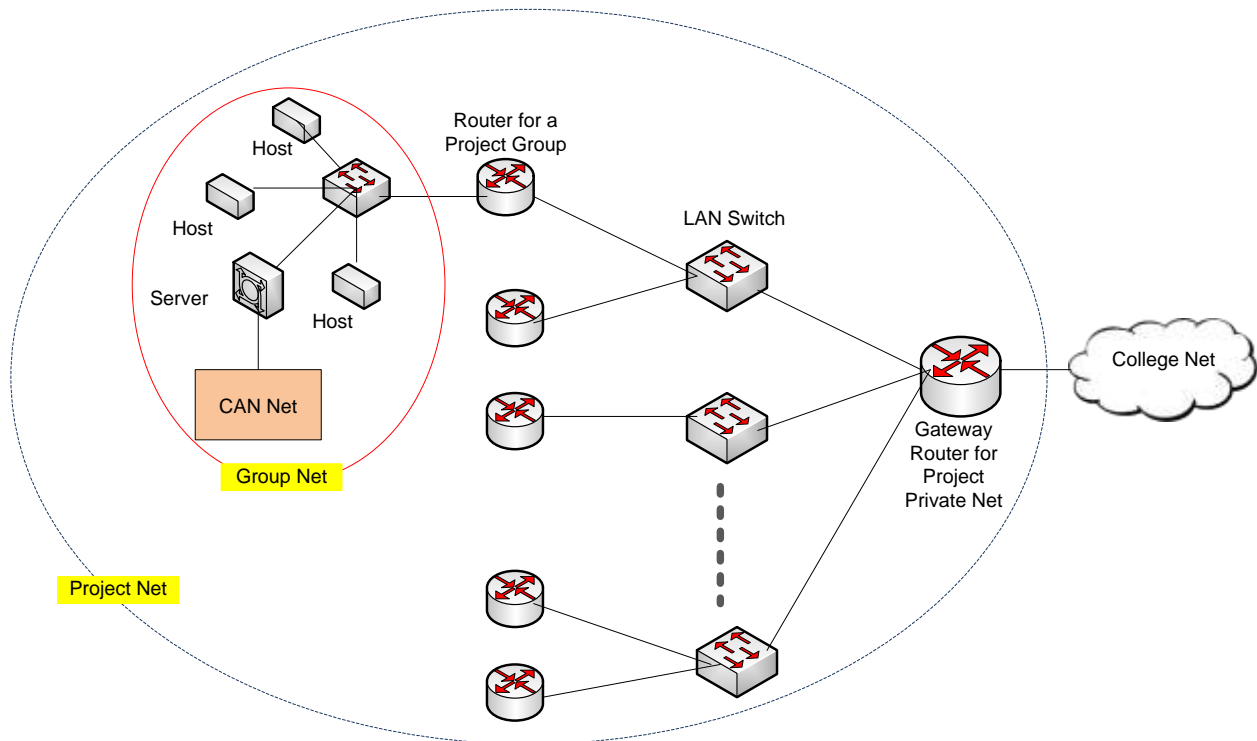 Host
Router for a
Project Group
Host
LAN Switch
Server
Host
College Net
CAN Net
Gateway
Router for
Project
Private Net
Group Net
Project Net